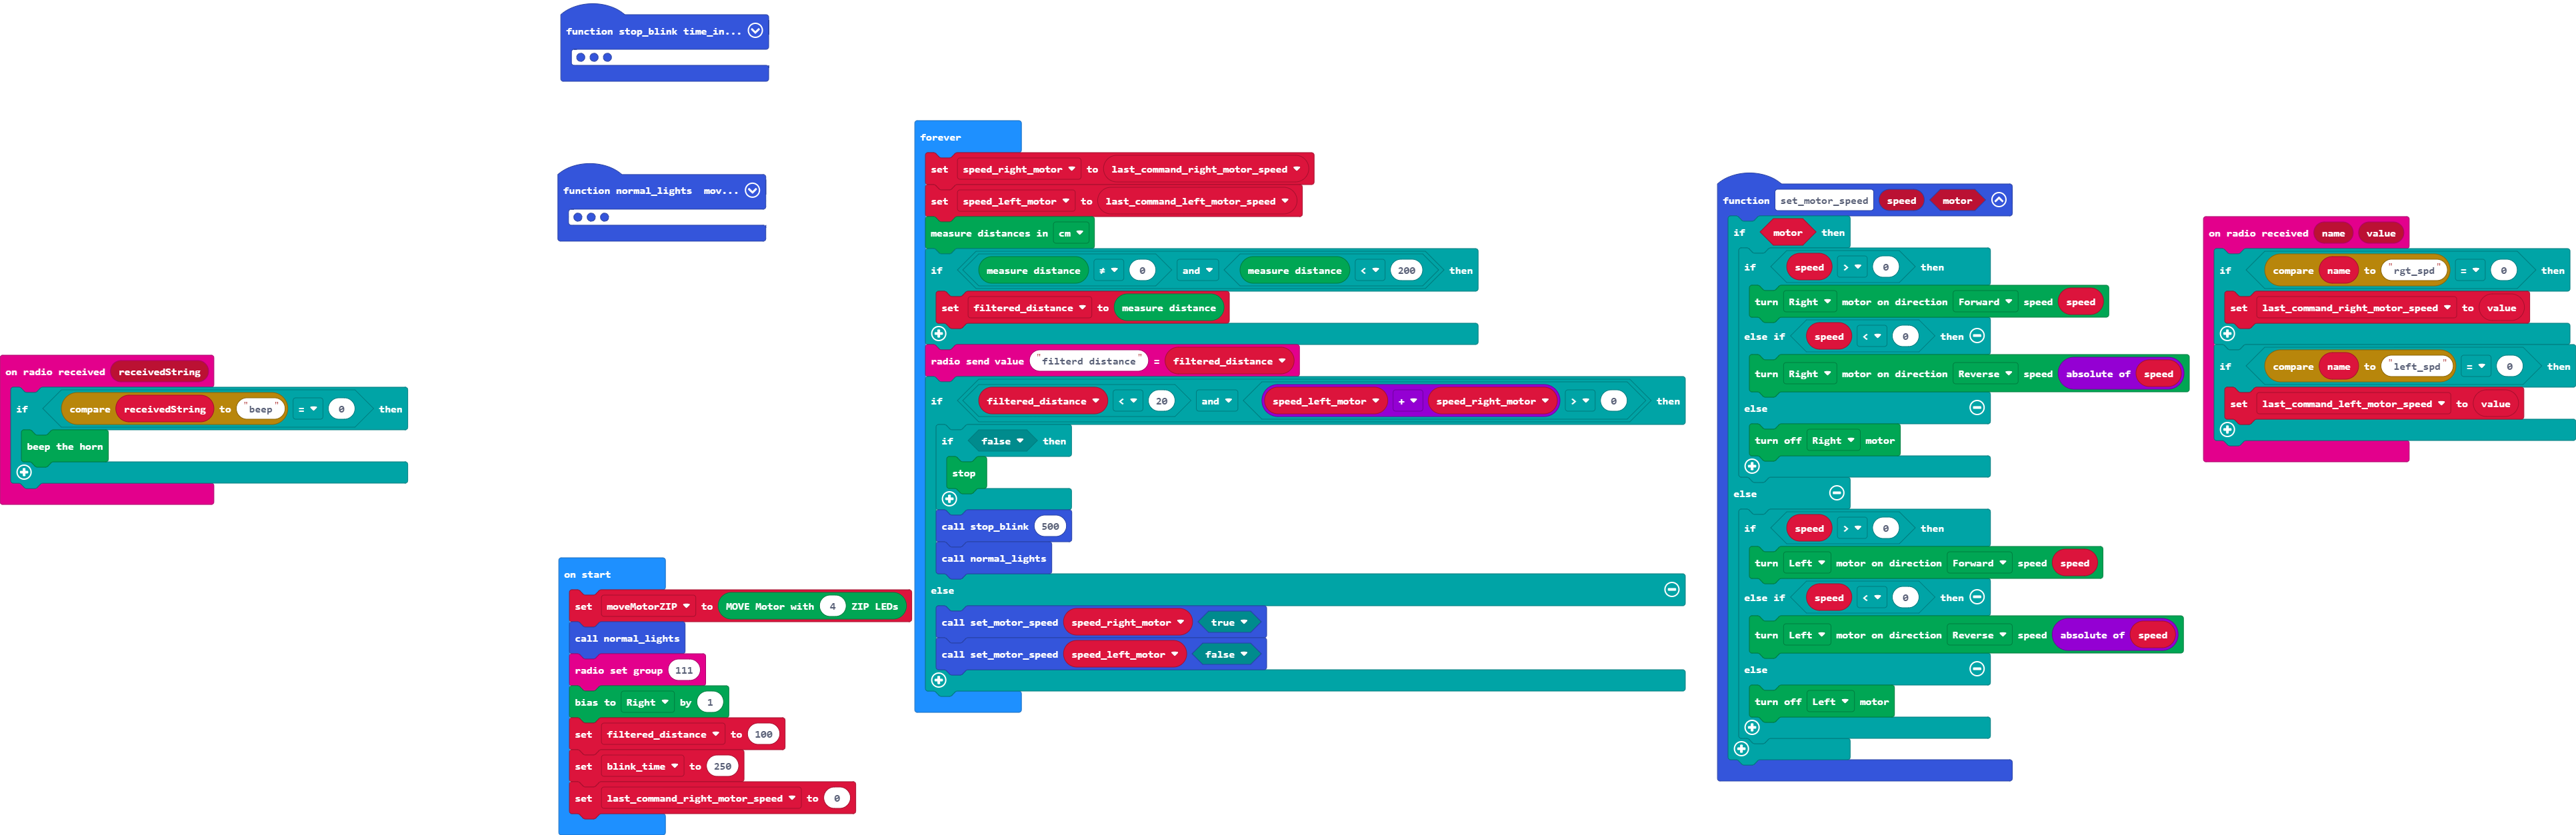 function stop_blink time_in...
function normal_lights mov...
on radio received receivedString
if compare receivedString to "beep" = 0 then
beep the horn
on start
set moveMotorZIP to MOVE Motor with 4 ZIP LEDs
call normal_lights
radio set group 111
bias to Right by 1
set filtered_distance to 100
set blink_time to 250
set last_command_right_motor_speed to 0
forever
set speed_right_motor to last_command_right_motor_speed
set speed_left_motor to last_command_left_motor_speed
measure distances in cm
if measure distance ≠ 0 and measure distance < 200 then
set filtered_distance to measure distance
radio send value "filterd distance" = filtered_distance
if filtered_distance < 20 and speed_left_motor + speed_right_motor > 0 then
if false then
stop
call stop_blink 500
call normal_lights
else
call set_motor_speed speed_right_motor true
call set_motor_speed speed_left_motor false
function set_motor_speed speed motor
if motor then
if speed > 0 then
turn Right motor on direction Forward speed speed
else if speed < 0 then
turn Right motor on direction Reverse speed absolute of speed
else
turn off Right motor
else
if speed > 0 then
turn Left motor on direction Forward speed speed
else if speed < 0 then
turn Left motor on direction Reverse speed absolute of speed
else
turn off Left motor
on radio received name value
if compare name to "rgt_spd" = 0 then
set last_command_right_motor_speed to value
if compare name to "left_spd" = 0 then
set last_command_left_motor_speed to value